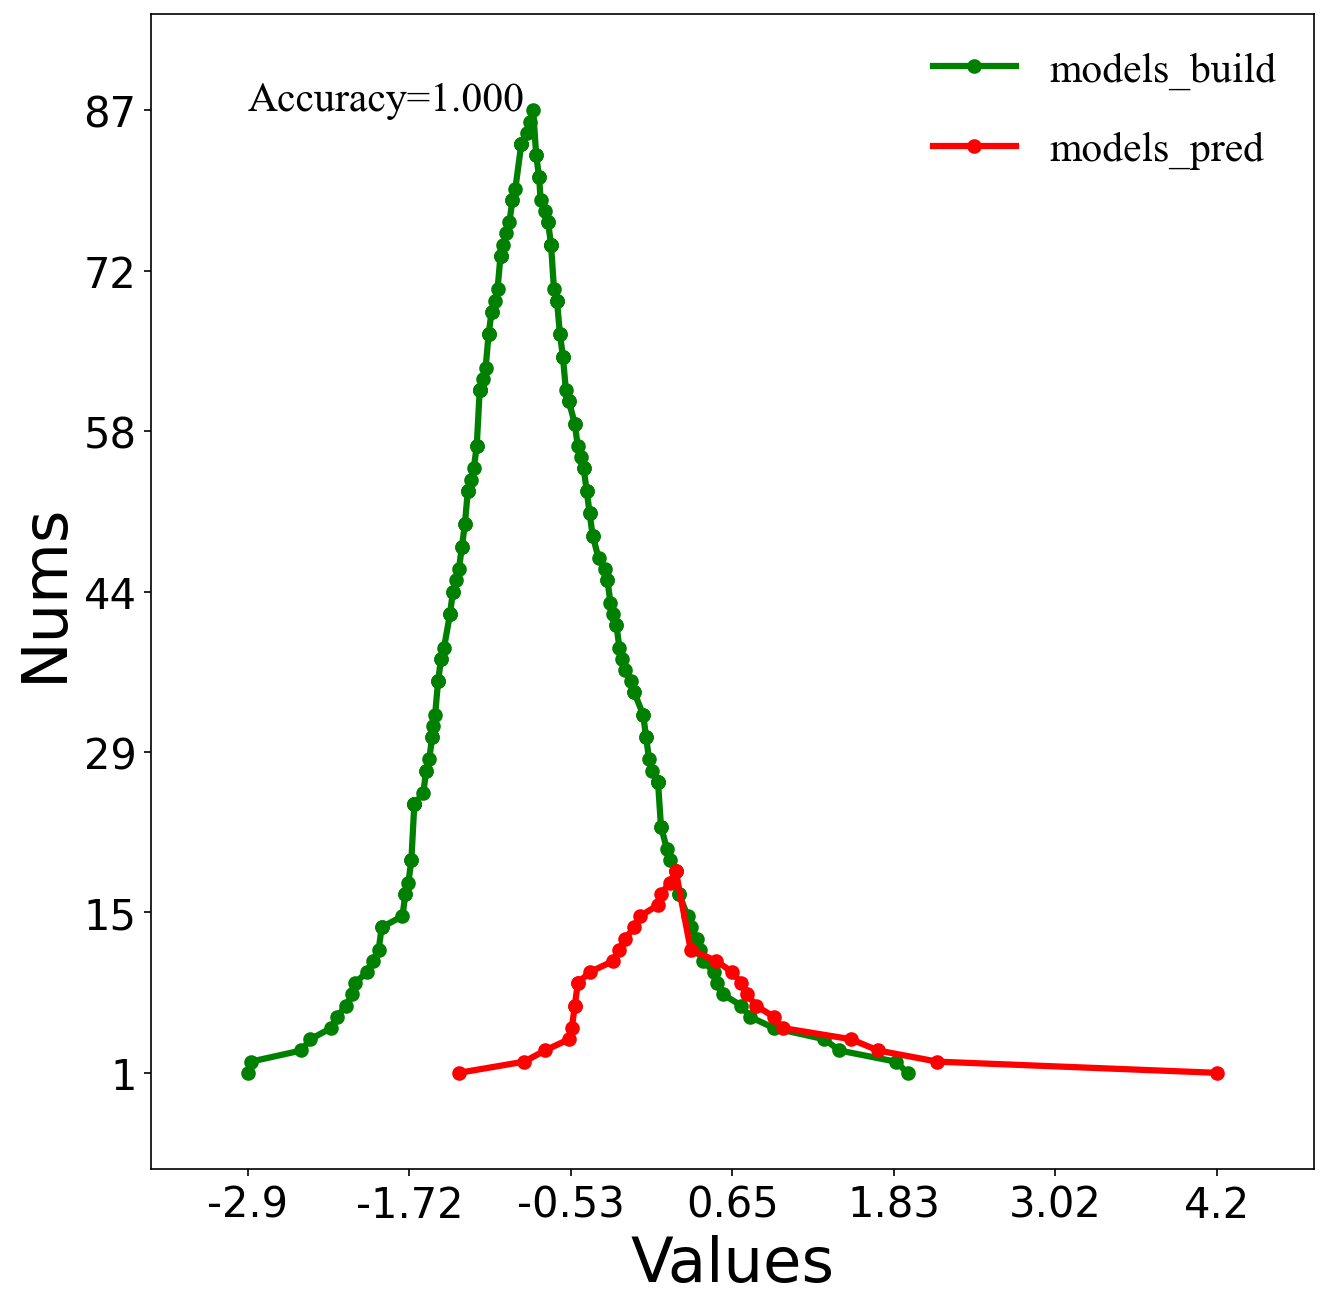 Accuracy=1.000
models_build
models_pred
Nums
87
72
58
44
29
15
1
-2.9 -1.72 -0.53 0.65 1.83 3.02 4.2
Values